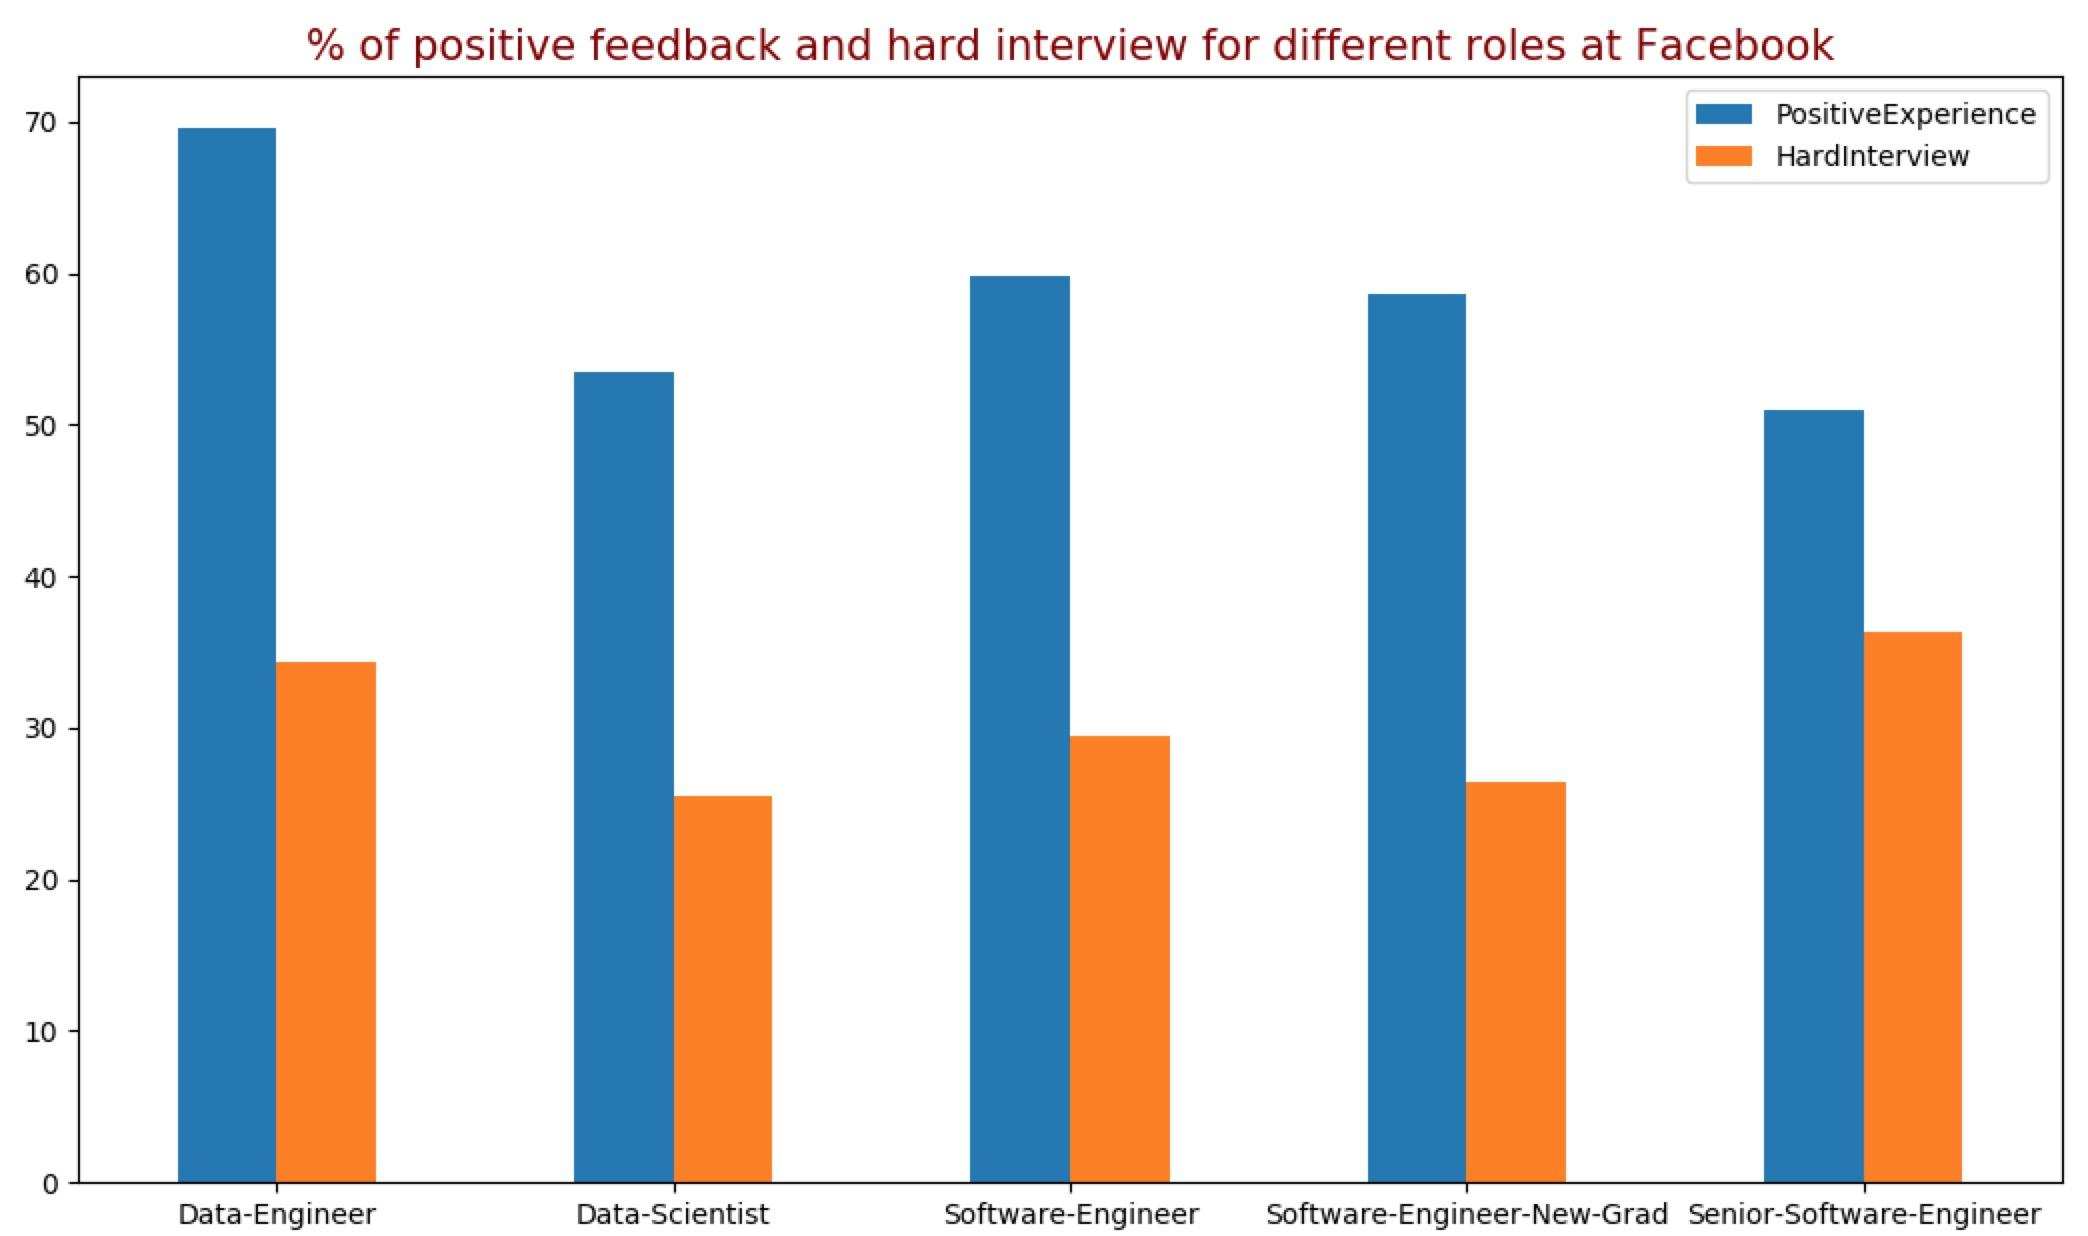 % of positive feedback and hard interview for different roles at Facebook
PositiveExperience
HardInterview
70
60
50
40
30
20
10
0
Data-Engineer Data-Scientist Software-Engineer Software-Engineer-New-Grad Senior-Software-Engineer